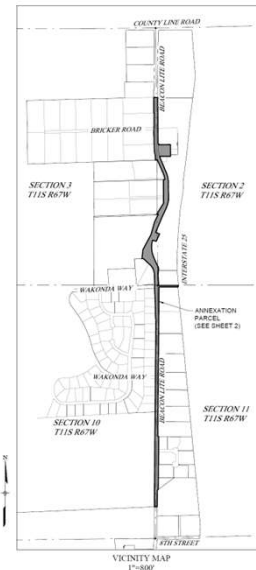 COUNTY LINE ROAD
BEACON LITE ROAD
BRICKER ROAD
SECTION 3
T11S R67W
SECTION 2
T11S R67W
INTERSTATE 25
WAKONDA WAY
ANNEXATION
PARCEL
(SEE SHEET 2)
BEACON LITE ROAD
WAKONDA WAY
SECTION 10
T11S R67W
SECTION 11
T11S R67W
N
8TH STREET
VICINITY MAP
1"=800'